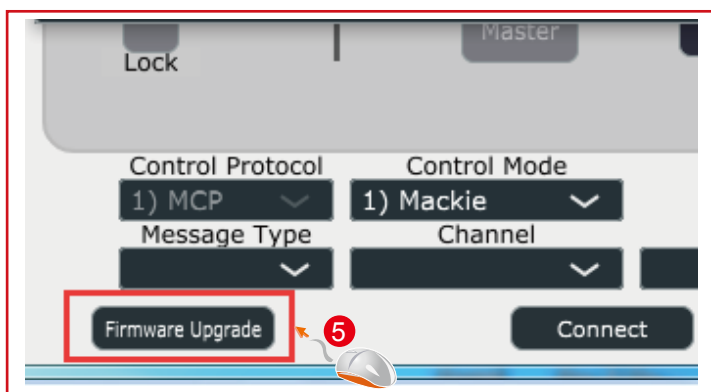 Master
Lock
Control Protocol Control Mode
1) MCP 1) Mackie
Message Type Channel
Firmware Upgrade 5 Connect